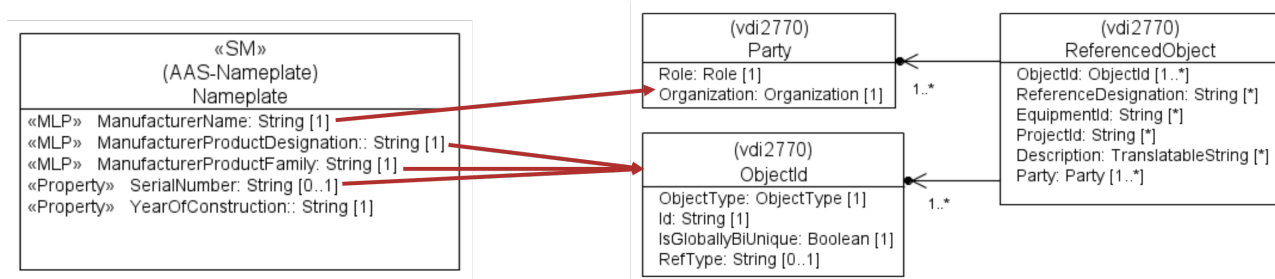 «SM»
(AAS-Nameplate)
Nameplate
«MLP» ManufacturerName: String [1]
«MLP» ManufacturerProductDesignation:: String [1]
«MLP» ManufacturerProductFamily: String [1]
«Property» SerialNumber: String [0..1]
«Property» YearOfConstruction:: String [1]
(vdi2770)
Party
Role: Role [1]
Organization: Organization [1]
1..*
(vdi2770)
ObjectId
ObjectType: ObjectType [1]
Id: String [1]
IsGloballyBiUnique: Boolean [1]
RefType: String [0..1]
1..*
(vdi2770)
ReferencedObject
ObjectId: ObjectId [1..*]
ReferenceDesignation: String [*]
EquipmentId: String [*]
ProjectId: String [*]
Description: TranslatableString [*]
Party: Party [1..*]